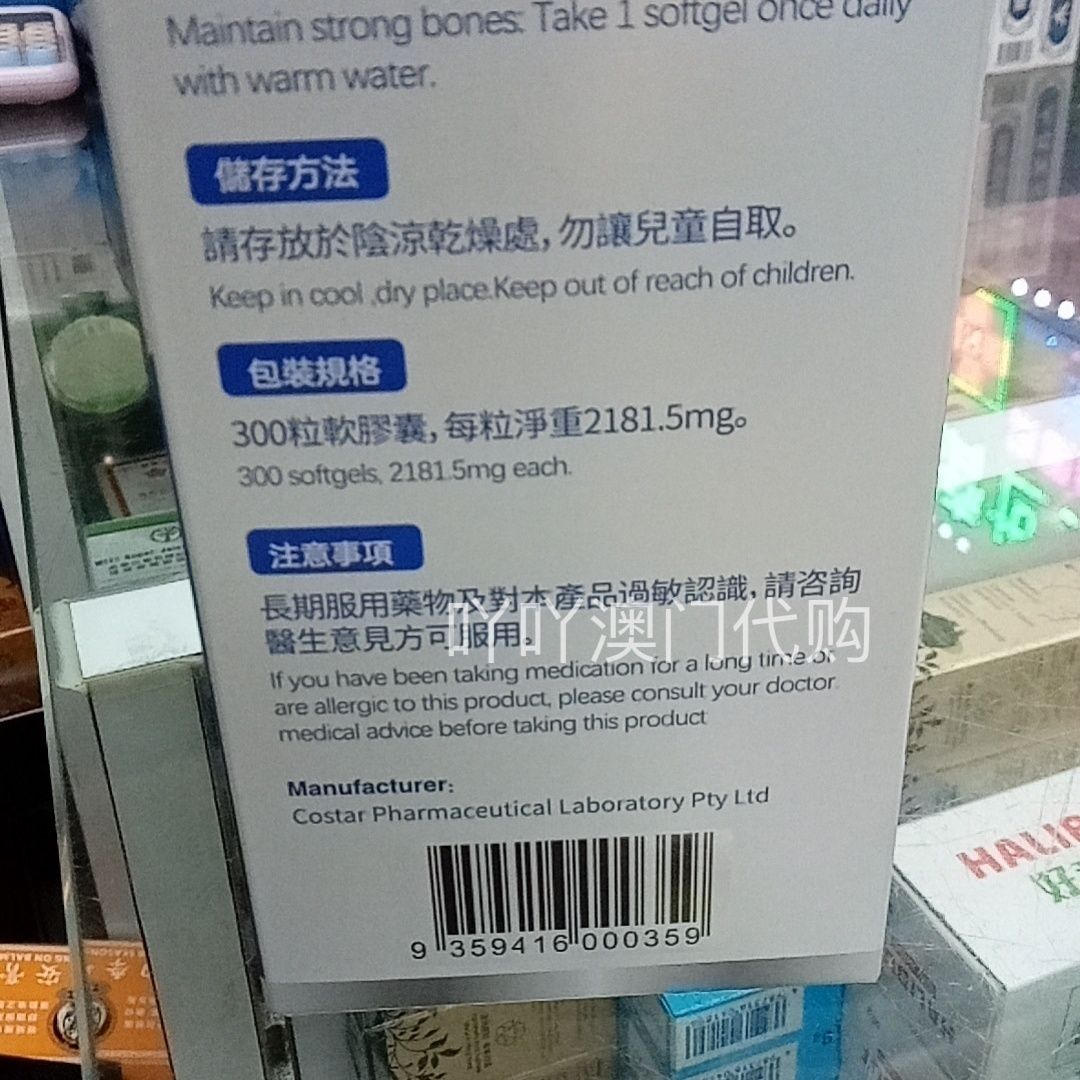 Maintain strong bones: Take 1 softgel once daily
with warm water.
儲存方法
請存放於陰涼乾燥處,勿讓兒童自取。
Keep in cool ,dry place.Keep out of reach of children.
包裝規格
300粒軟膠囊,每粒淨重2181.5mg。
300 softgels, 2181.5mg each.
注意事項
長期服用藥物及對本產品過敏認識,請咨詢
醫生意見方可服用。
吖吖澳门代购
If you have been taking medication for a long time or
are allergic to this product, please consult your doctor
medical advice before taking this product
Manufacturer:
Costar Pharmaceutical Laboratory Pty Ltd
9 359416 000359
HALI